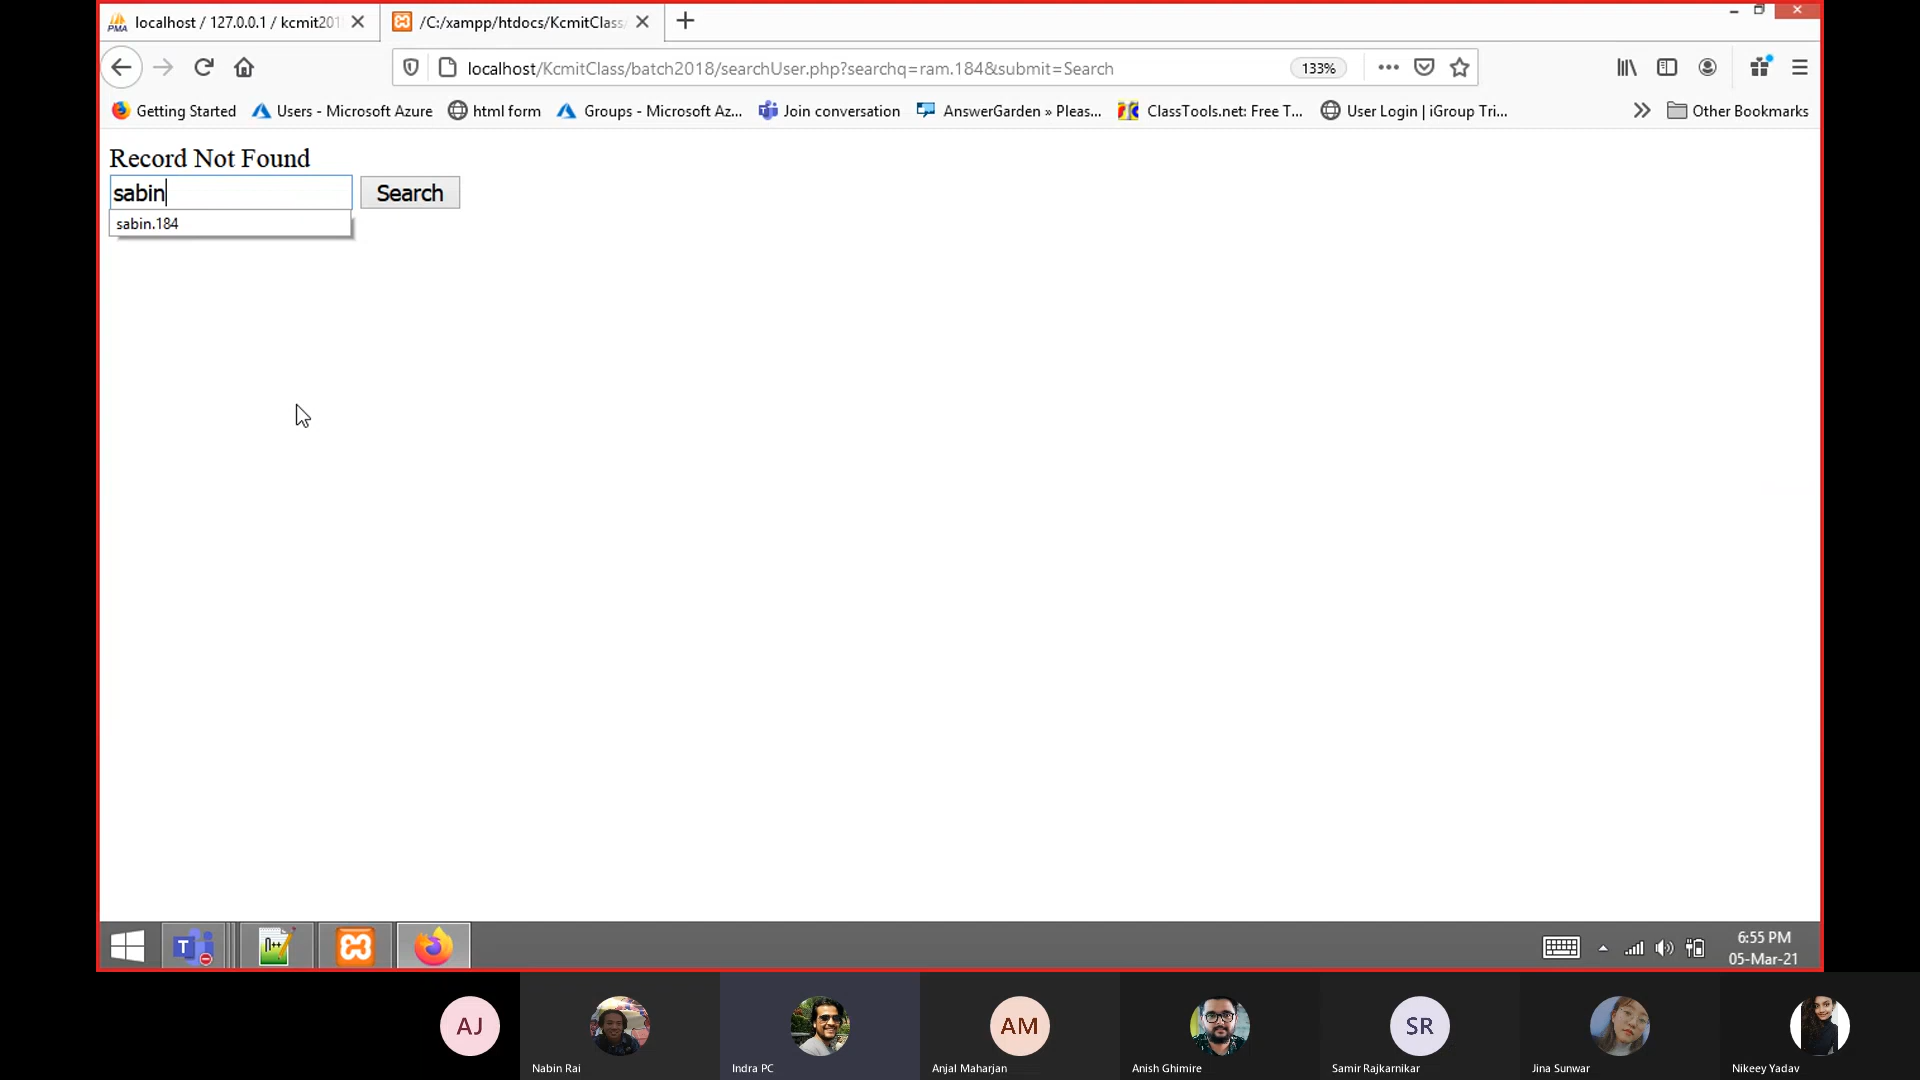 localhost / 127.0.0.1 / kcmit201
/C:/xampp/htdocs/KcmitClass/
localhost/KcmitClass/batch2018/searchUser.php?searchq=ram.184&submit=Search
133%
Getting Started
Users - Microsoft Azure
html form
Groups - Microsoft Az...
Join conversation
AnswerGarden » Pleas...
ClassTools.net: Free T...
User Login | iGroup Tri...
Other Bookmarks
Record Not Found
sabin
Search
sabin.184
6:55 PM
05-Mar-21
AJ
AM
SR
Nabin Rai
Indra PC
Anjal Maharjan
Anish Ghimire
Samir Rajkarnikar
Jina Sunwar
Nikeey Yadav